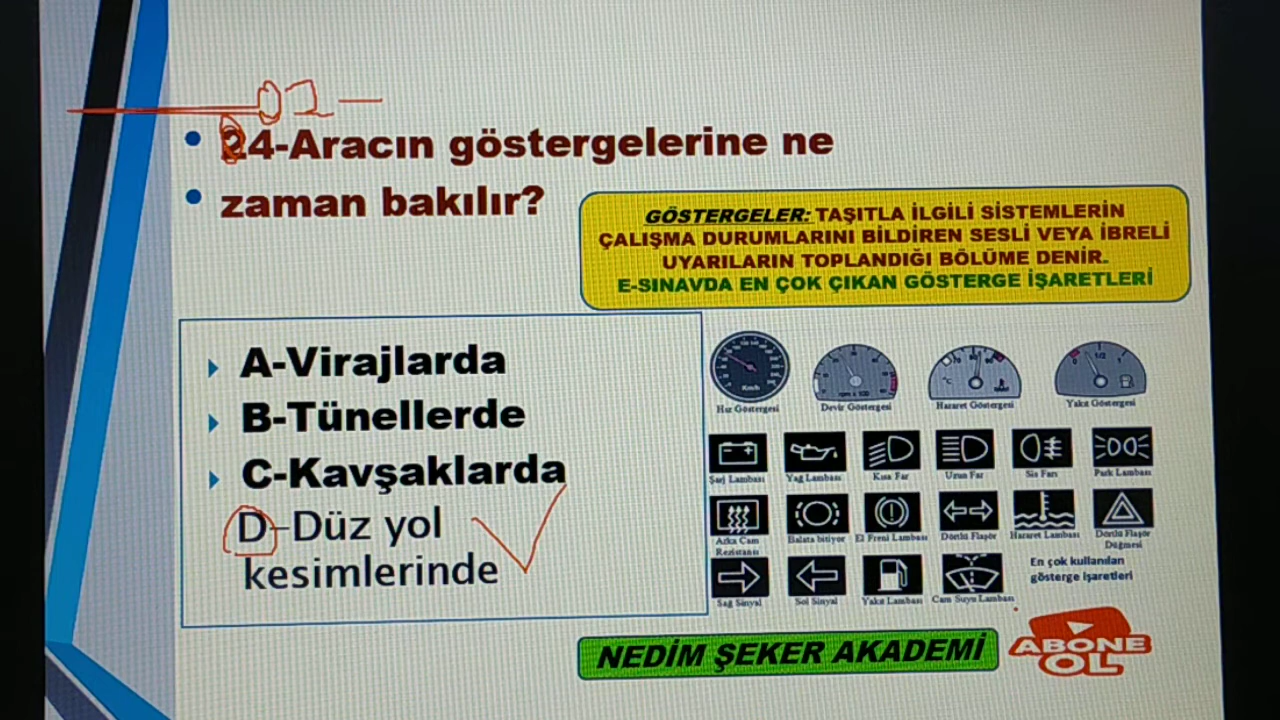 24-Aracın göstergelerine ne
zaman bakılır?
GÖSTERGELER: TAŞITLA İLGİLİ SİSTEMLERİN
ÇALIŞMA DURUMLARINI BİLDİREN SESLİ VEYA İBRELİ
UYARILARIN TOPLANDIĞI BÖLÜME DENİR.
E-SINAVDA EN ÇOK ÇIKAN GÖSTERGE İŞARETLERİ
A-Virajlarda
B-Tünellerde
C-Kavşaklarda
D-Düz yol
kesimlerinde
Hız Göstergesi
Devir Göstergesi
Hararet Göstergesi
Yakıt Göstergesi
Şarj Lambası
Yağ Lambası
Kısa Far
Uzun Far
Sis Farı
Park Lambası
Arka Cam
Rezistansı
Balata bitiyor
El Freni Lambası
Dörtlü Flaşör
Hararet Lambası
Dörtlü Flaşör
Düğmesi
Sağ Sinyal
Sol Sinyal
Yakıt Lambası
Cam Suyu Lambası
En çok kullanılan
gösterge işaretleri
NEDİM ŞEKER AKADEMİ
ABONE
OL